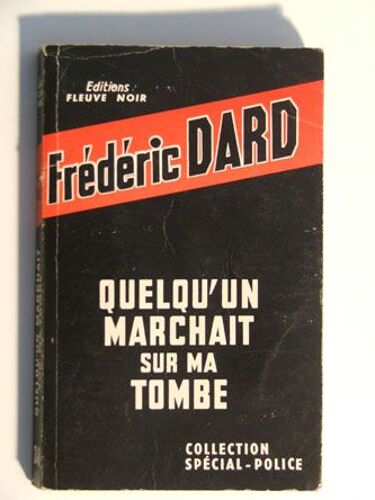 Editions
FLEUVE NOIR
Frédéric DARD
QUELQU'UN
MARCHAIT
SUR MA
TOMBE
COLLECTION
SPÉCIAL-POLICE